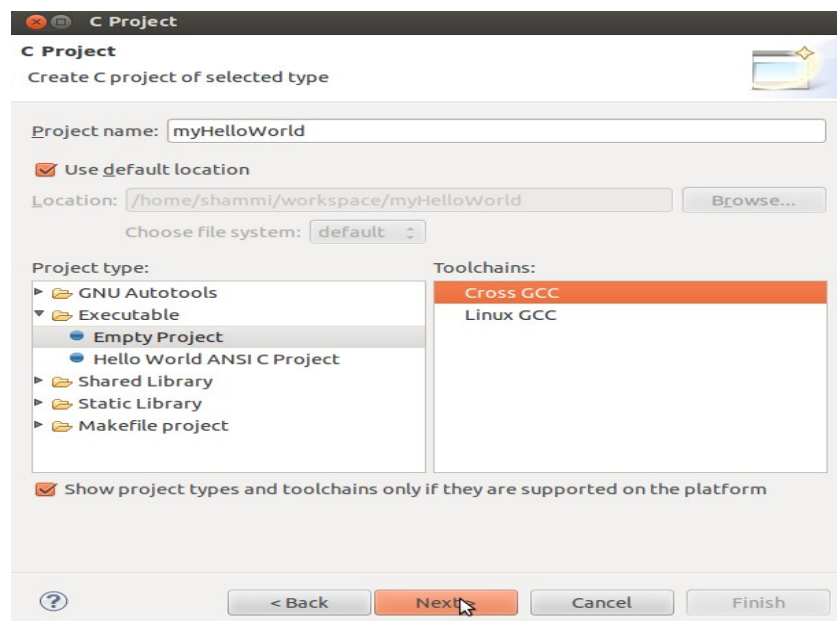 C Project
C Project
Create C project of selected type
Project name: myHelloWorld
Use default location
Location: /home/shammi/workspace/myHelloWorld Browse...
Choose file system: default
Project type:
GNU Autotools
Executable
Empty Project
Hello World ANSI C Project
Shared Library
Static Library
Makefile project
Toolchains:
Cross GCC
Linux GCC
Show project types and toolchains only if they are supported on the platform
? < Back Next > Cancel Finish